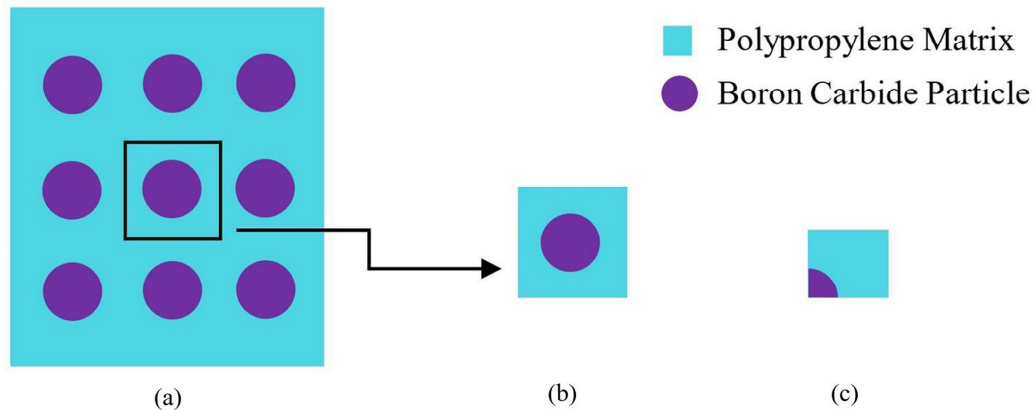 Polypropylene Matrix
Boron Carbide Particle
(a)
(b)
(c)